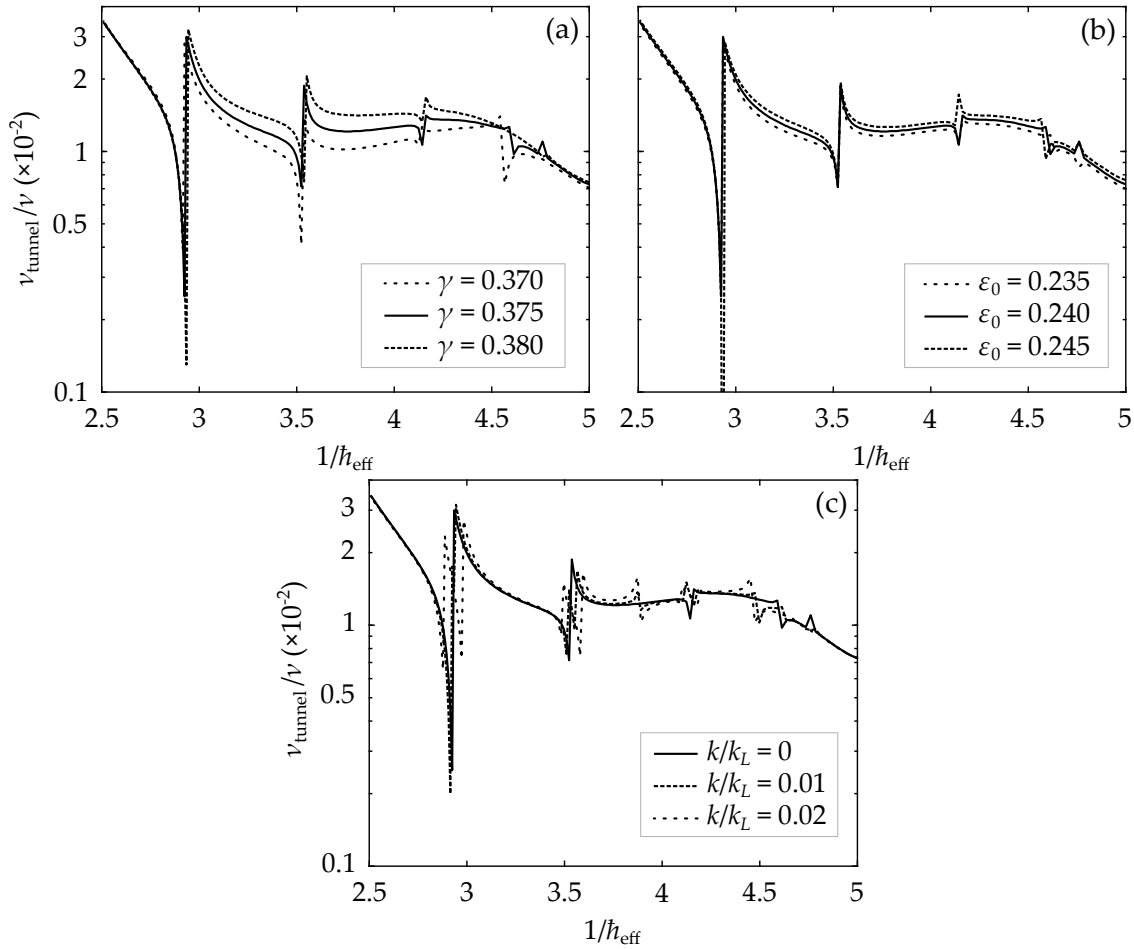 (a)
ν_tunnel/ν (×10⁻²)
3
2
1
0.5
0.1
γ = 0.370
γ = 0.375
γ = 0.380
2.5 3 3.5 4 4.5 5
1/ħ_eff
(b)
ε₀ = 0.235
ε₀ = 0.240
ε₀ = 0.245
2.5 3 3.5 4 4.5 5
1/ħ_eff
(c)
ν_tunnel/ν (×10⁻²)
3
2
1
0.5
0.1
k/k_L = 0
k/k_L = 0.01
k/k_L = 0.02
2.5 3 3.5 4 4.5 5
1/ħ_eff